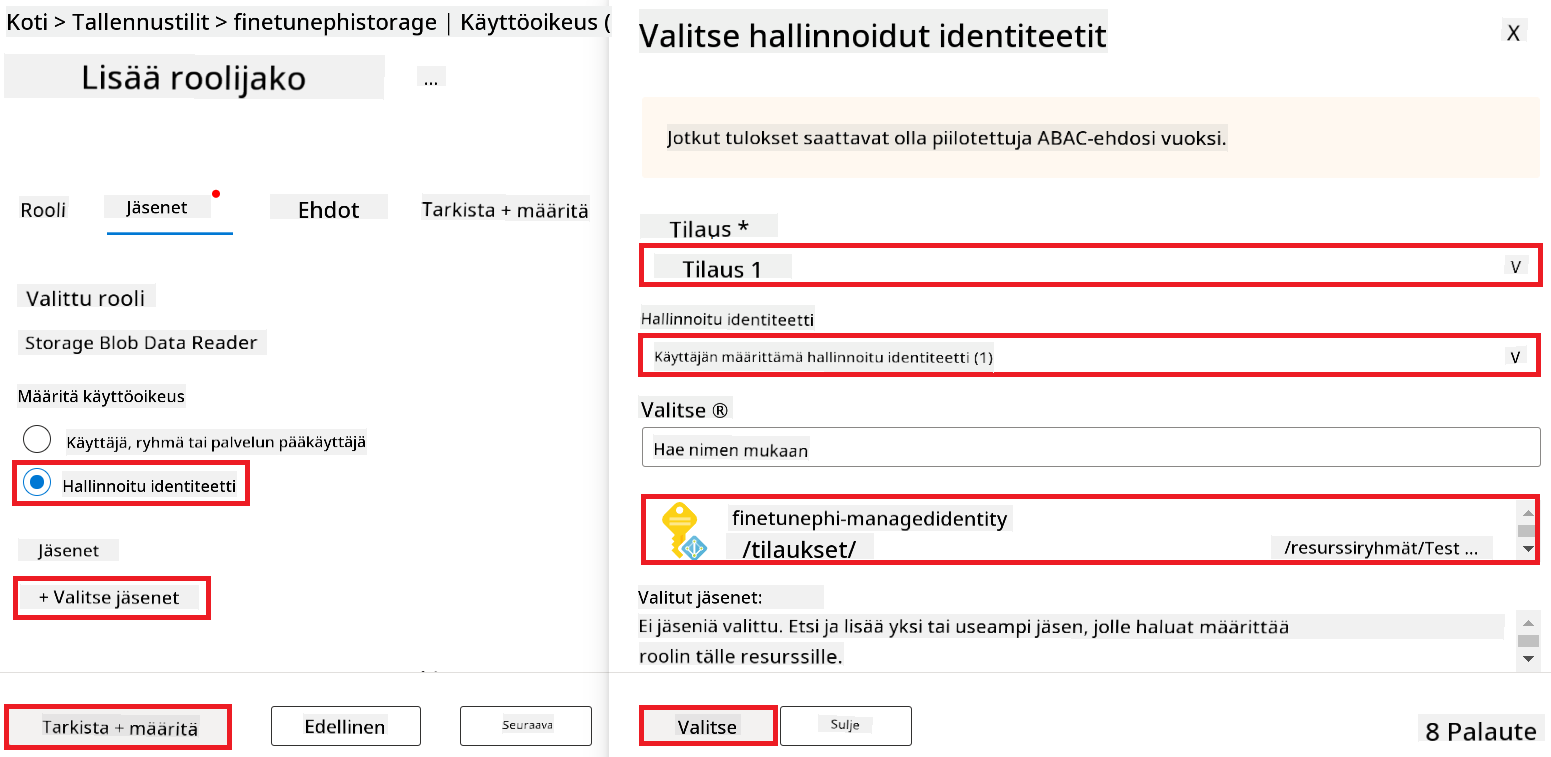 Koti > Tallennustilit > finetunephistorage | Käyttöoikeus (
Lisää roolijako
...
Rooli
Jäsenet
Ehdot
Tarkista + määritä
Valittu rooli
Storage Blob Data Reader
Määritä käyttöoikeus
Käyttäjä, ryhmä tai palvelun pääkäyttäjä
Hallinnoitu identiteetti
Jäsenet
+ Valitse jäsenet
Tarkista + määritä
Edellinen
Seuraava
Valitse hallinnoidut identiteetit
X
Jotkut tulokset saattavat olla piilotettuja ABAC-ehdosi vuoksi.
Tilaus *
Tilaus 1
V
Hallinnoitu identiteetti
Käyttäjän määrittämä hallinnoitu identiteetti (1)
V
Valitse ®
Hae nimen mukaan
finetunephi-managedidentity
/tilaukset/
/resurssiryhmät/Test ...
Valitut jäsenet:
Ei jäseniä valittu. Etsi ja lisää yksi tai useampi jäsen, jolle haluat määrittää
roolin tälle resurssille.
Valitse
Sulje
8 Palaute